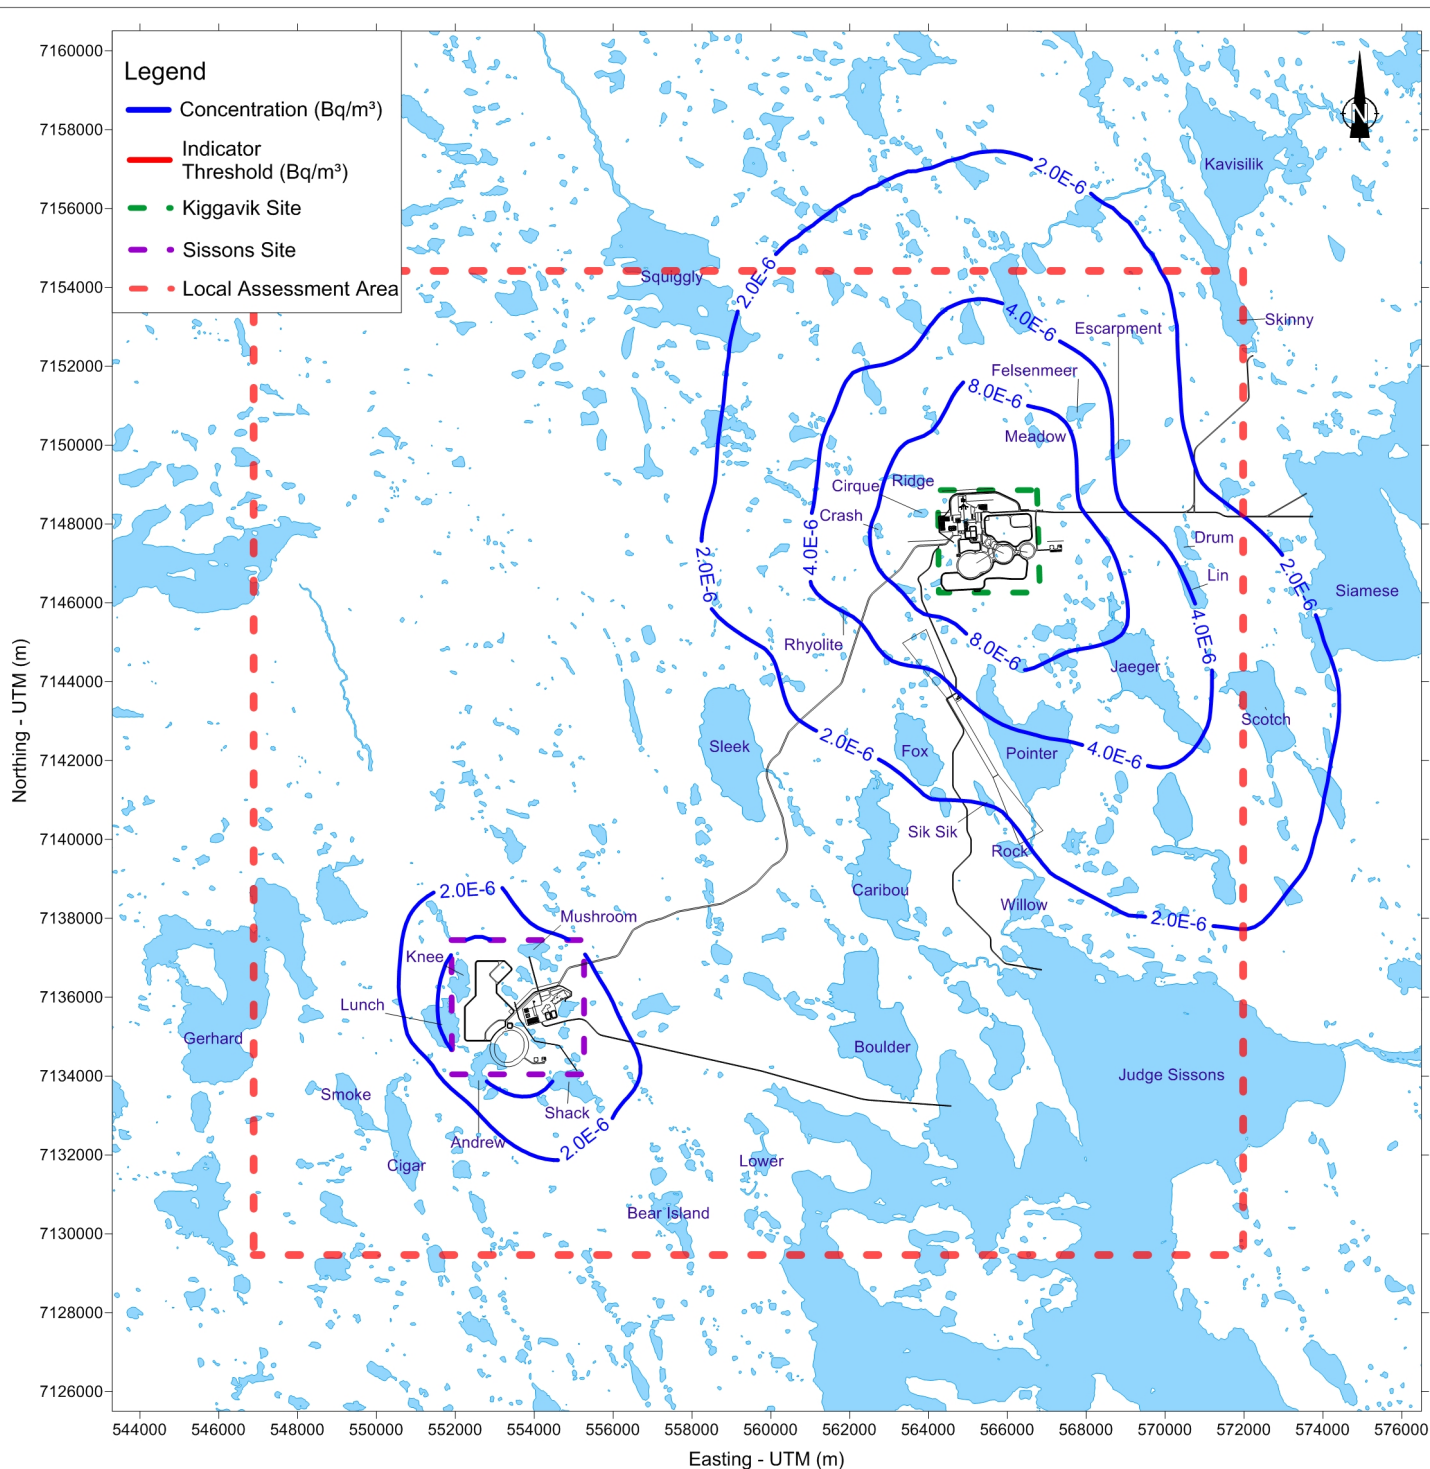 Legend
Concentration (Bq/m³)
Indicator
Threshold (Bq/m³)
Kiggavik Site
Sissons Site
Local Assessment Area
N
7160000
7158000
7156000
7154000
7152000
7150000
7148000
7146000
7144000
7142000
7140000
7138000
7136000
7134000
7132000
7130000
7128000
7126000
Northing - UTM (m)
Kavisilik
2.0E-6
2.0E-6
Squiggly
Skinny
4.0E-6
Escarpment
Felsenmeer
8.0E-6
Meadow
Ridge
Cirque
Crash
4.0E-6
Drum
2.0E-6
Lin
2.0E-6
Siamese
Rhyolite
8.0E-6
4.0E-6
Jaeger
Scotch
Sleek
2.0E-6
Fox
Pointer
4.0E-6
Sik Sik
Rock
Caribou
Willow
2.0E-6
2.0E-6
Mushroom
Knee
Lunch
Gerhard
Boulder
Judge Sissons
Smoke
Shack
Andrew
2.0E-6
Cigar
Lower
Bear Island
544000 546000 548000 550000 552000 554000 556000 558000 560000 562000 564000 566000 568000 570000 572000 574000 576000
Easting - UTM (m)